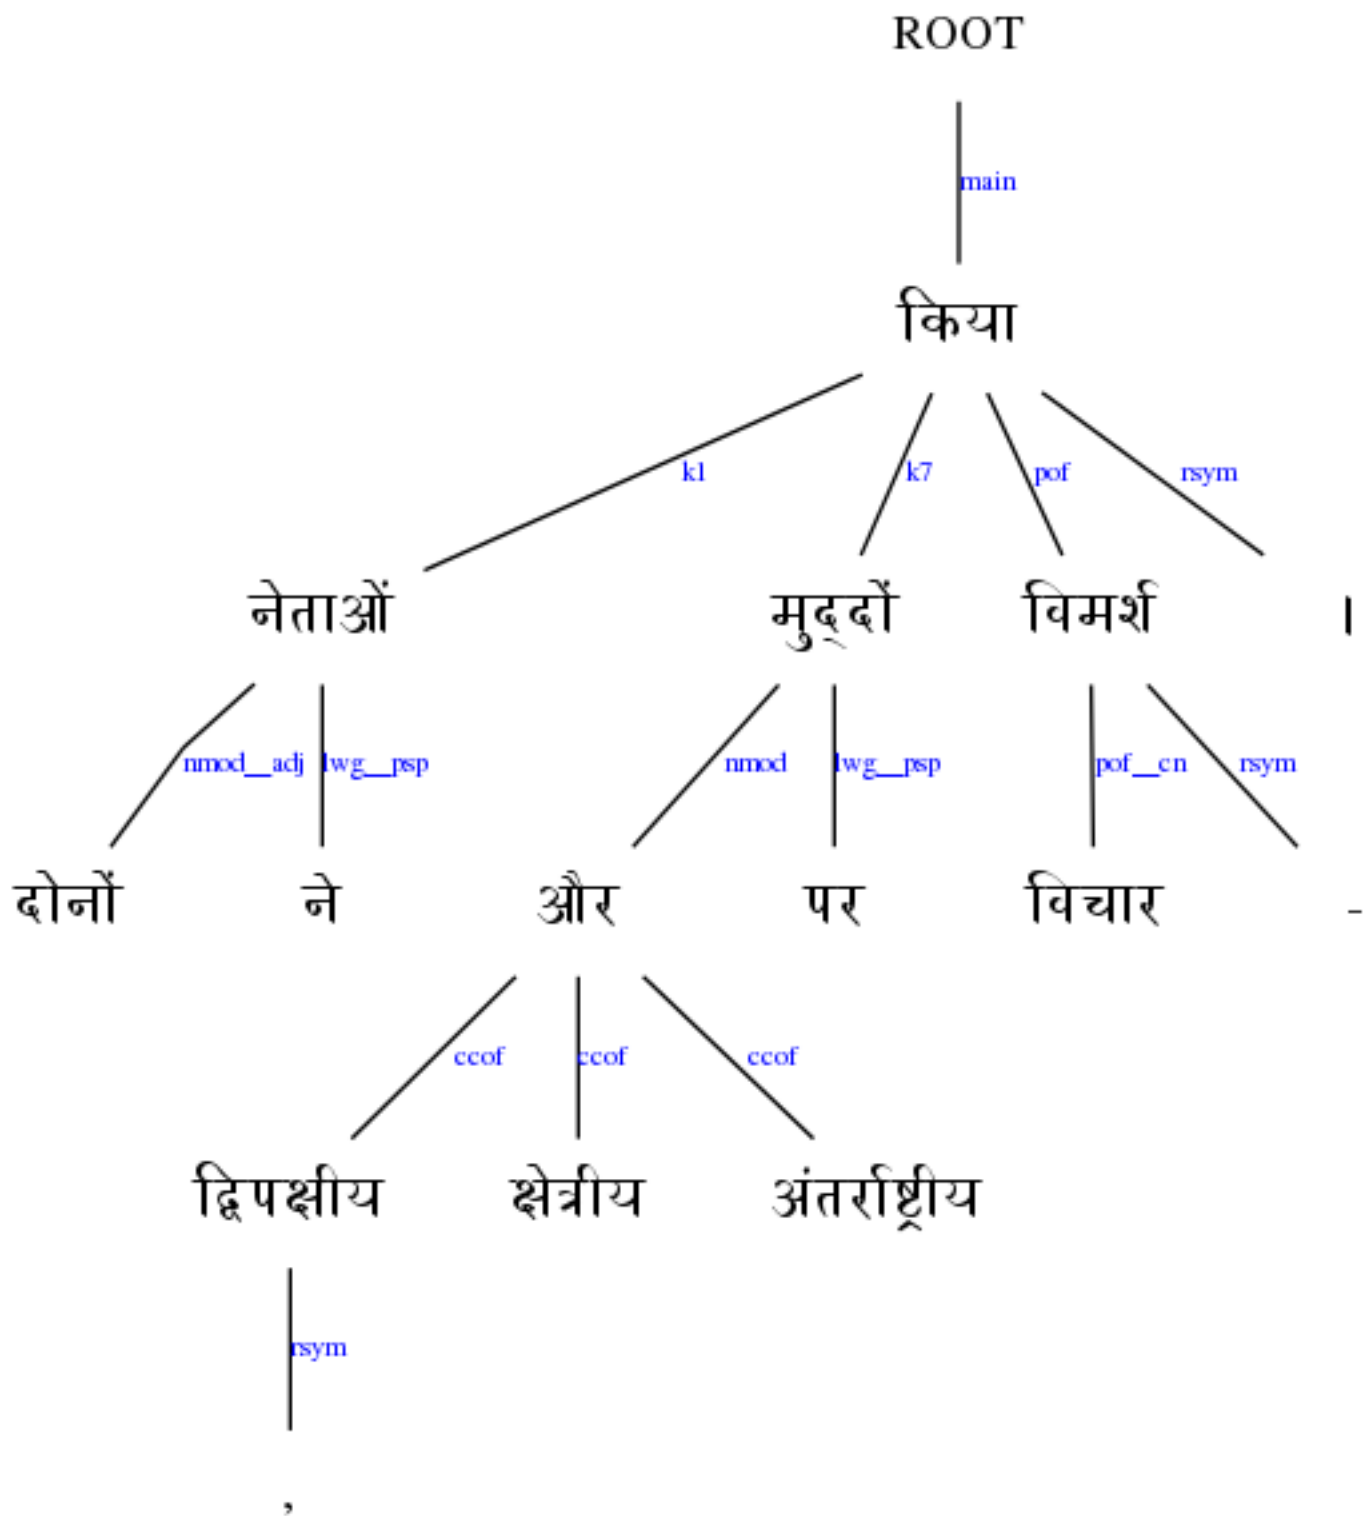 ROOT
main
किया
k1 k7 pof rsym
नेताओं मुद्दों विमर्श ।
nmod__adj lwg__psp nmod lwg__psp pof__cn rsym
दोनों ने और पर विचार -
ccof ccof ccof
द्विपक्षीय क्षेत्रीय अंतर्राष्ट्रीय
rsym
,